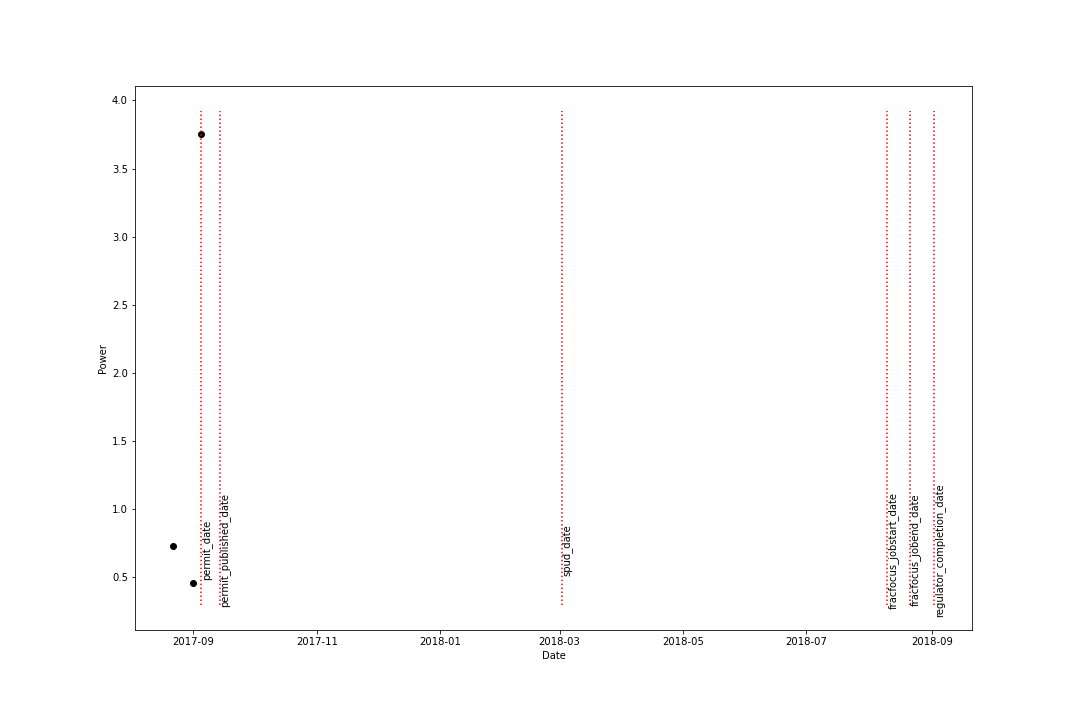 4.0
3.5
3.0
2.5
2.0
1.5
1.0
0.5
Power
permit_date
permit_published_date
spud_date
fracfocus_jobstart_date
fracfocus_jobend_date
regulator_completion_date
2017-09
2017-11
2018-01
2018-03
2018-05
2018-07
2018-09
Date